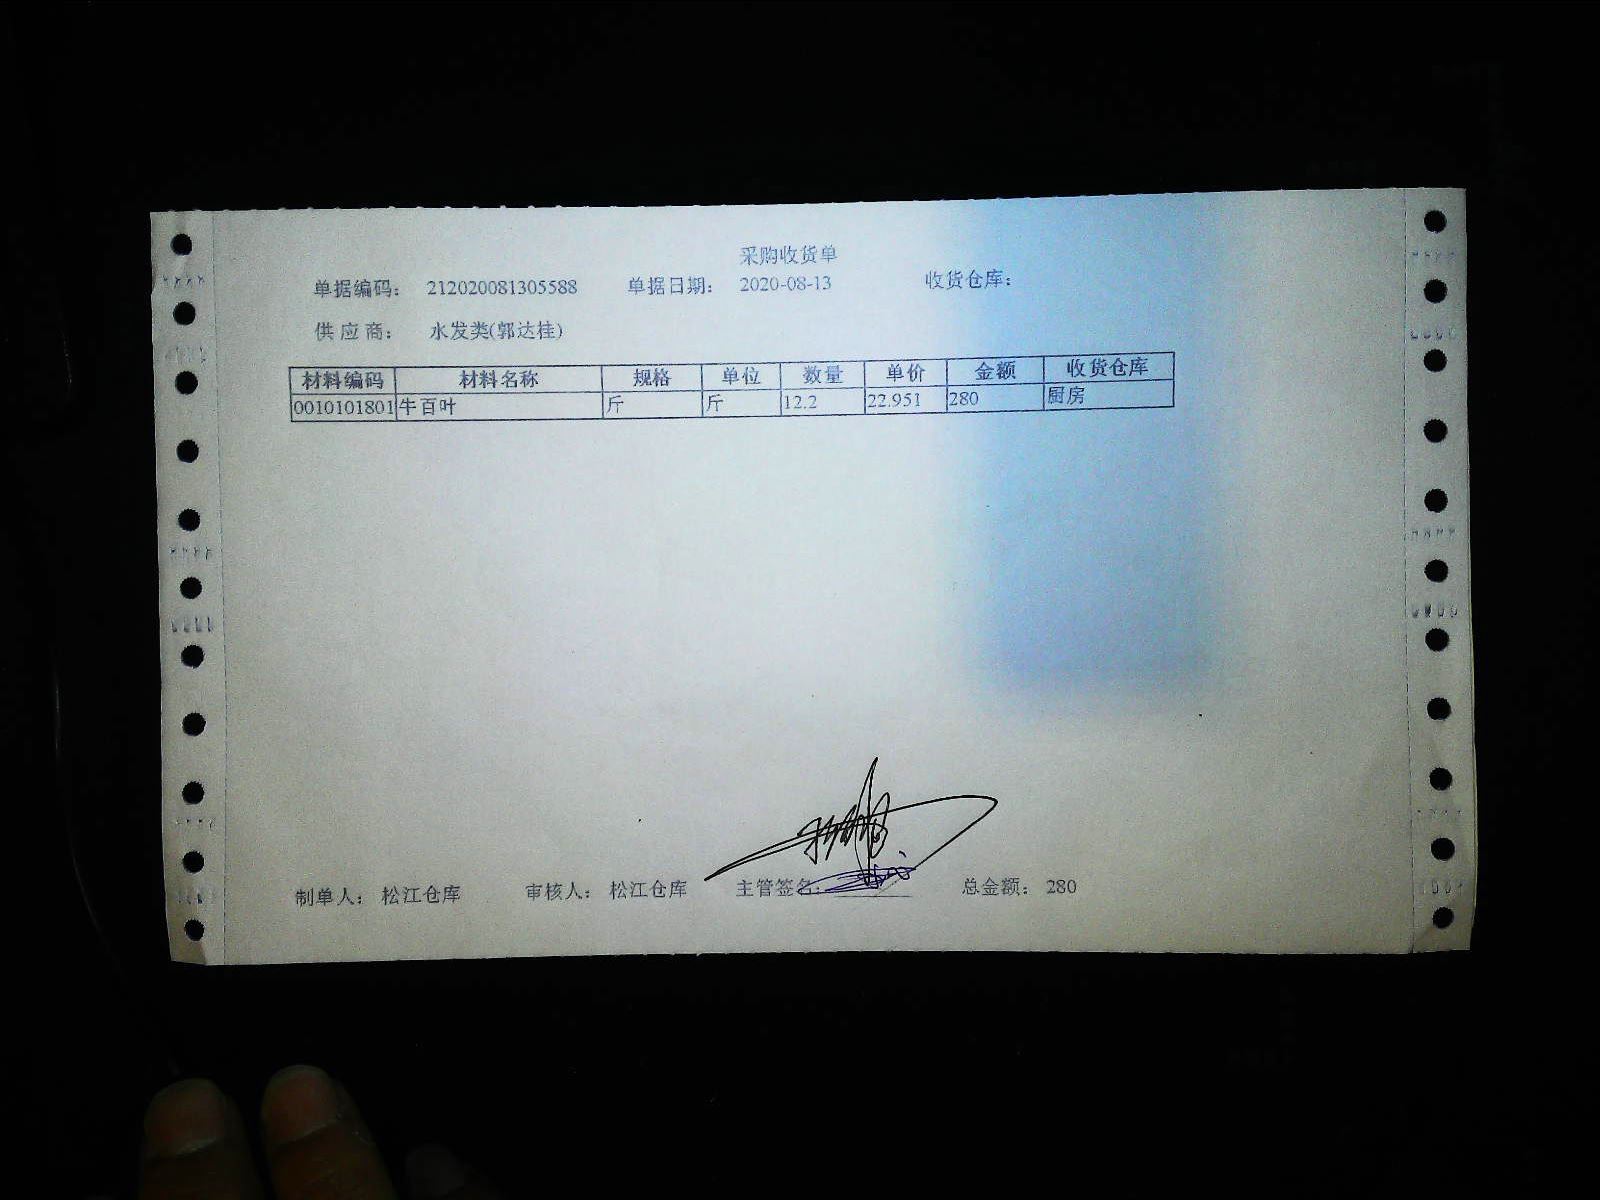 采购收货单
单据编码: 212020081305588 单据日期: 2020-08-13 收货仓库:
供应商: 水发类(郭达桂)
材料编码 材料名称 规格 单位 数量 单价 金额 收货仓库
0010101801 牛百叶 斤 斤 12.2 22.951 280 厨房
制单人: 松江仓库 审核人: 松江仓库 主管签名: 总金额: 280